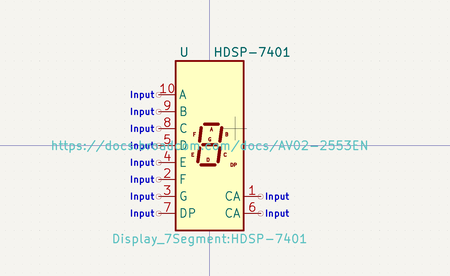 U HDSP-7401
Input 10 A
Input 9 B
Input 8 C
Input 5 D
Input 4 E
Input 2 F
Input 3 G
Input 7 DP
A
F B
G
E C
D
DP
https://docs.broadcom.com/docs/AV02-2553EN
CA 1 Input
CA 6 Input
Display_7Segment:HDSP-7401